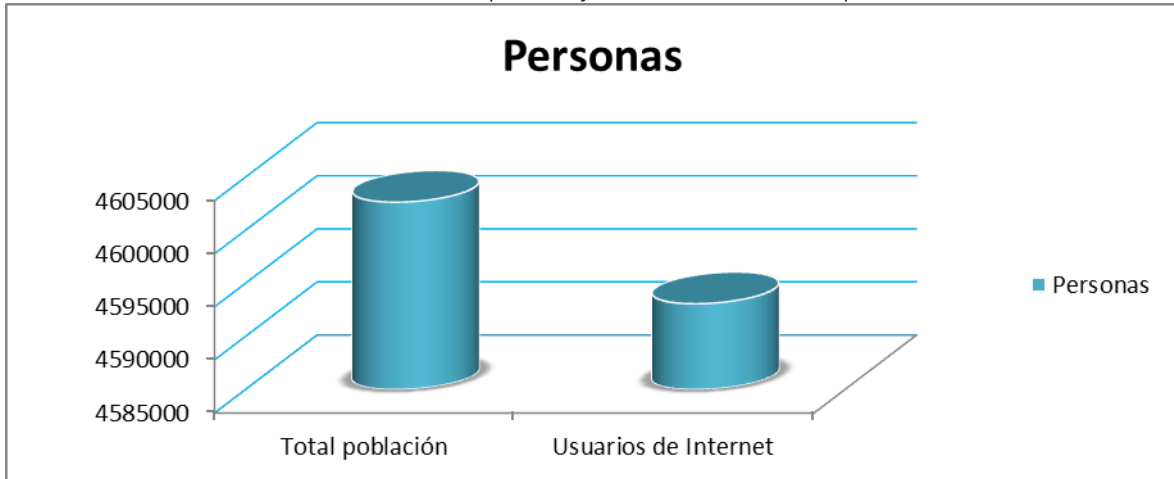 Personas
4605000
4600000
4595000
4590000
4585000
Total población
Usuarios de Internet
Personas